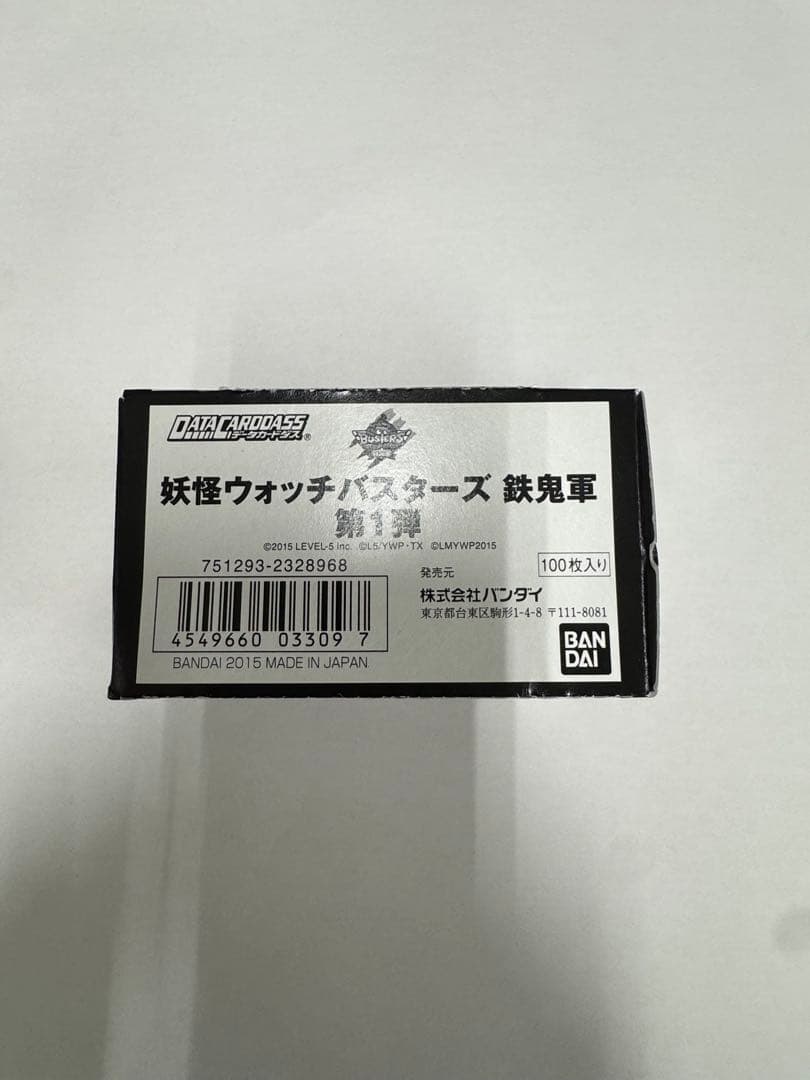 DATA CARDDASS
データカードダス®
BUSTERS
妖怪ウォッチバスターズ 鉄鬼軍
第1弾
©2015 LEVEL-5 Inc. ©L5/YWP・TX ©LMYWP2015
751293-2328968
発売元
100枚入り
株式会社バンダイ
東京都台東区駒形1-4-8 〒111-8081
4549660 03309 7
BANDAI 2015 MADE IN JAPAN
BAN
DAI